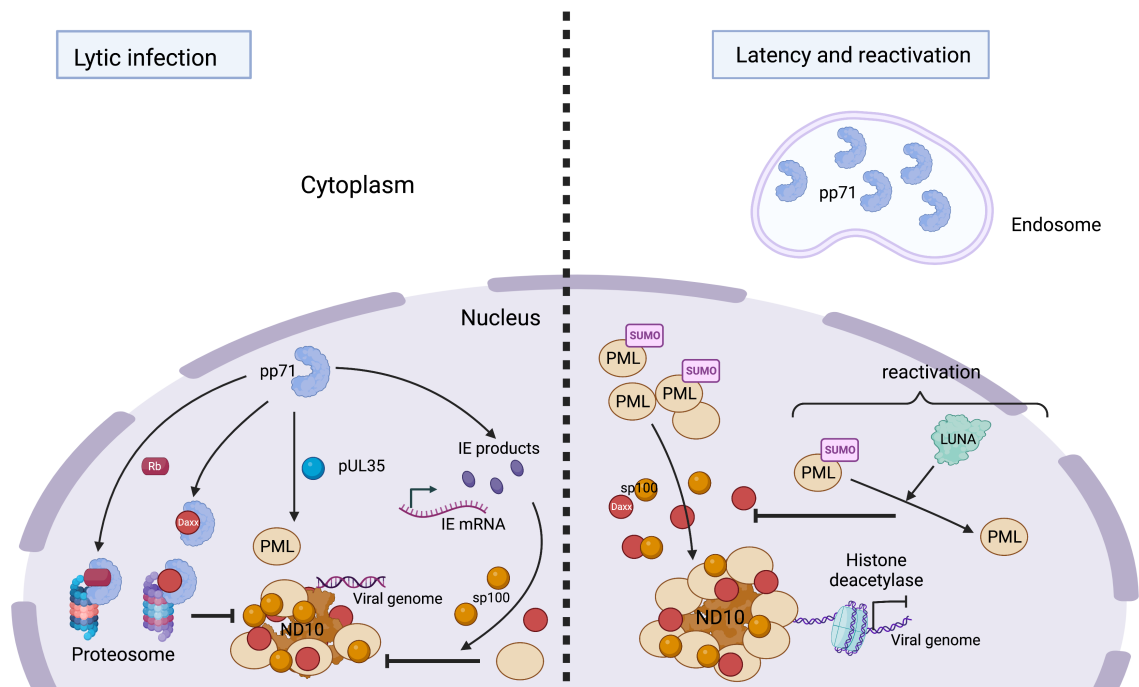 Lytic infection
Latency and reactivation
Cytoplasm
pp71
Endosome
Nucleus
pp71
Rb
Daxx
pUL35
PML
IE products
IE mRNA
sp100
Viral genome
ND10
Proteosome
SUMO
PML
SUMO
PML
PML
reactivation
LUNA
SUMO
PML
PML
sp100
Daxx
ND10
Histone
deacetylase
Viral genome